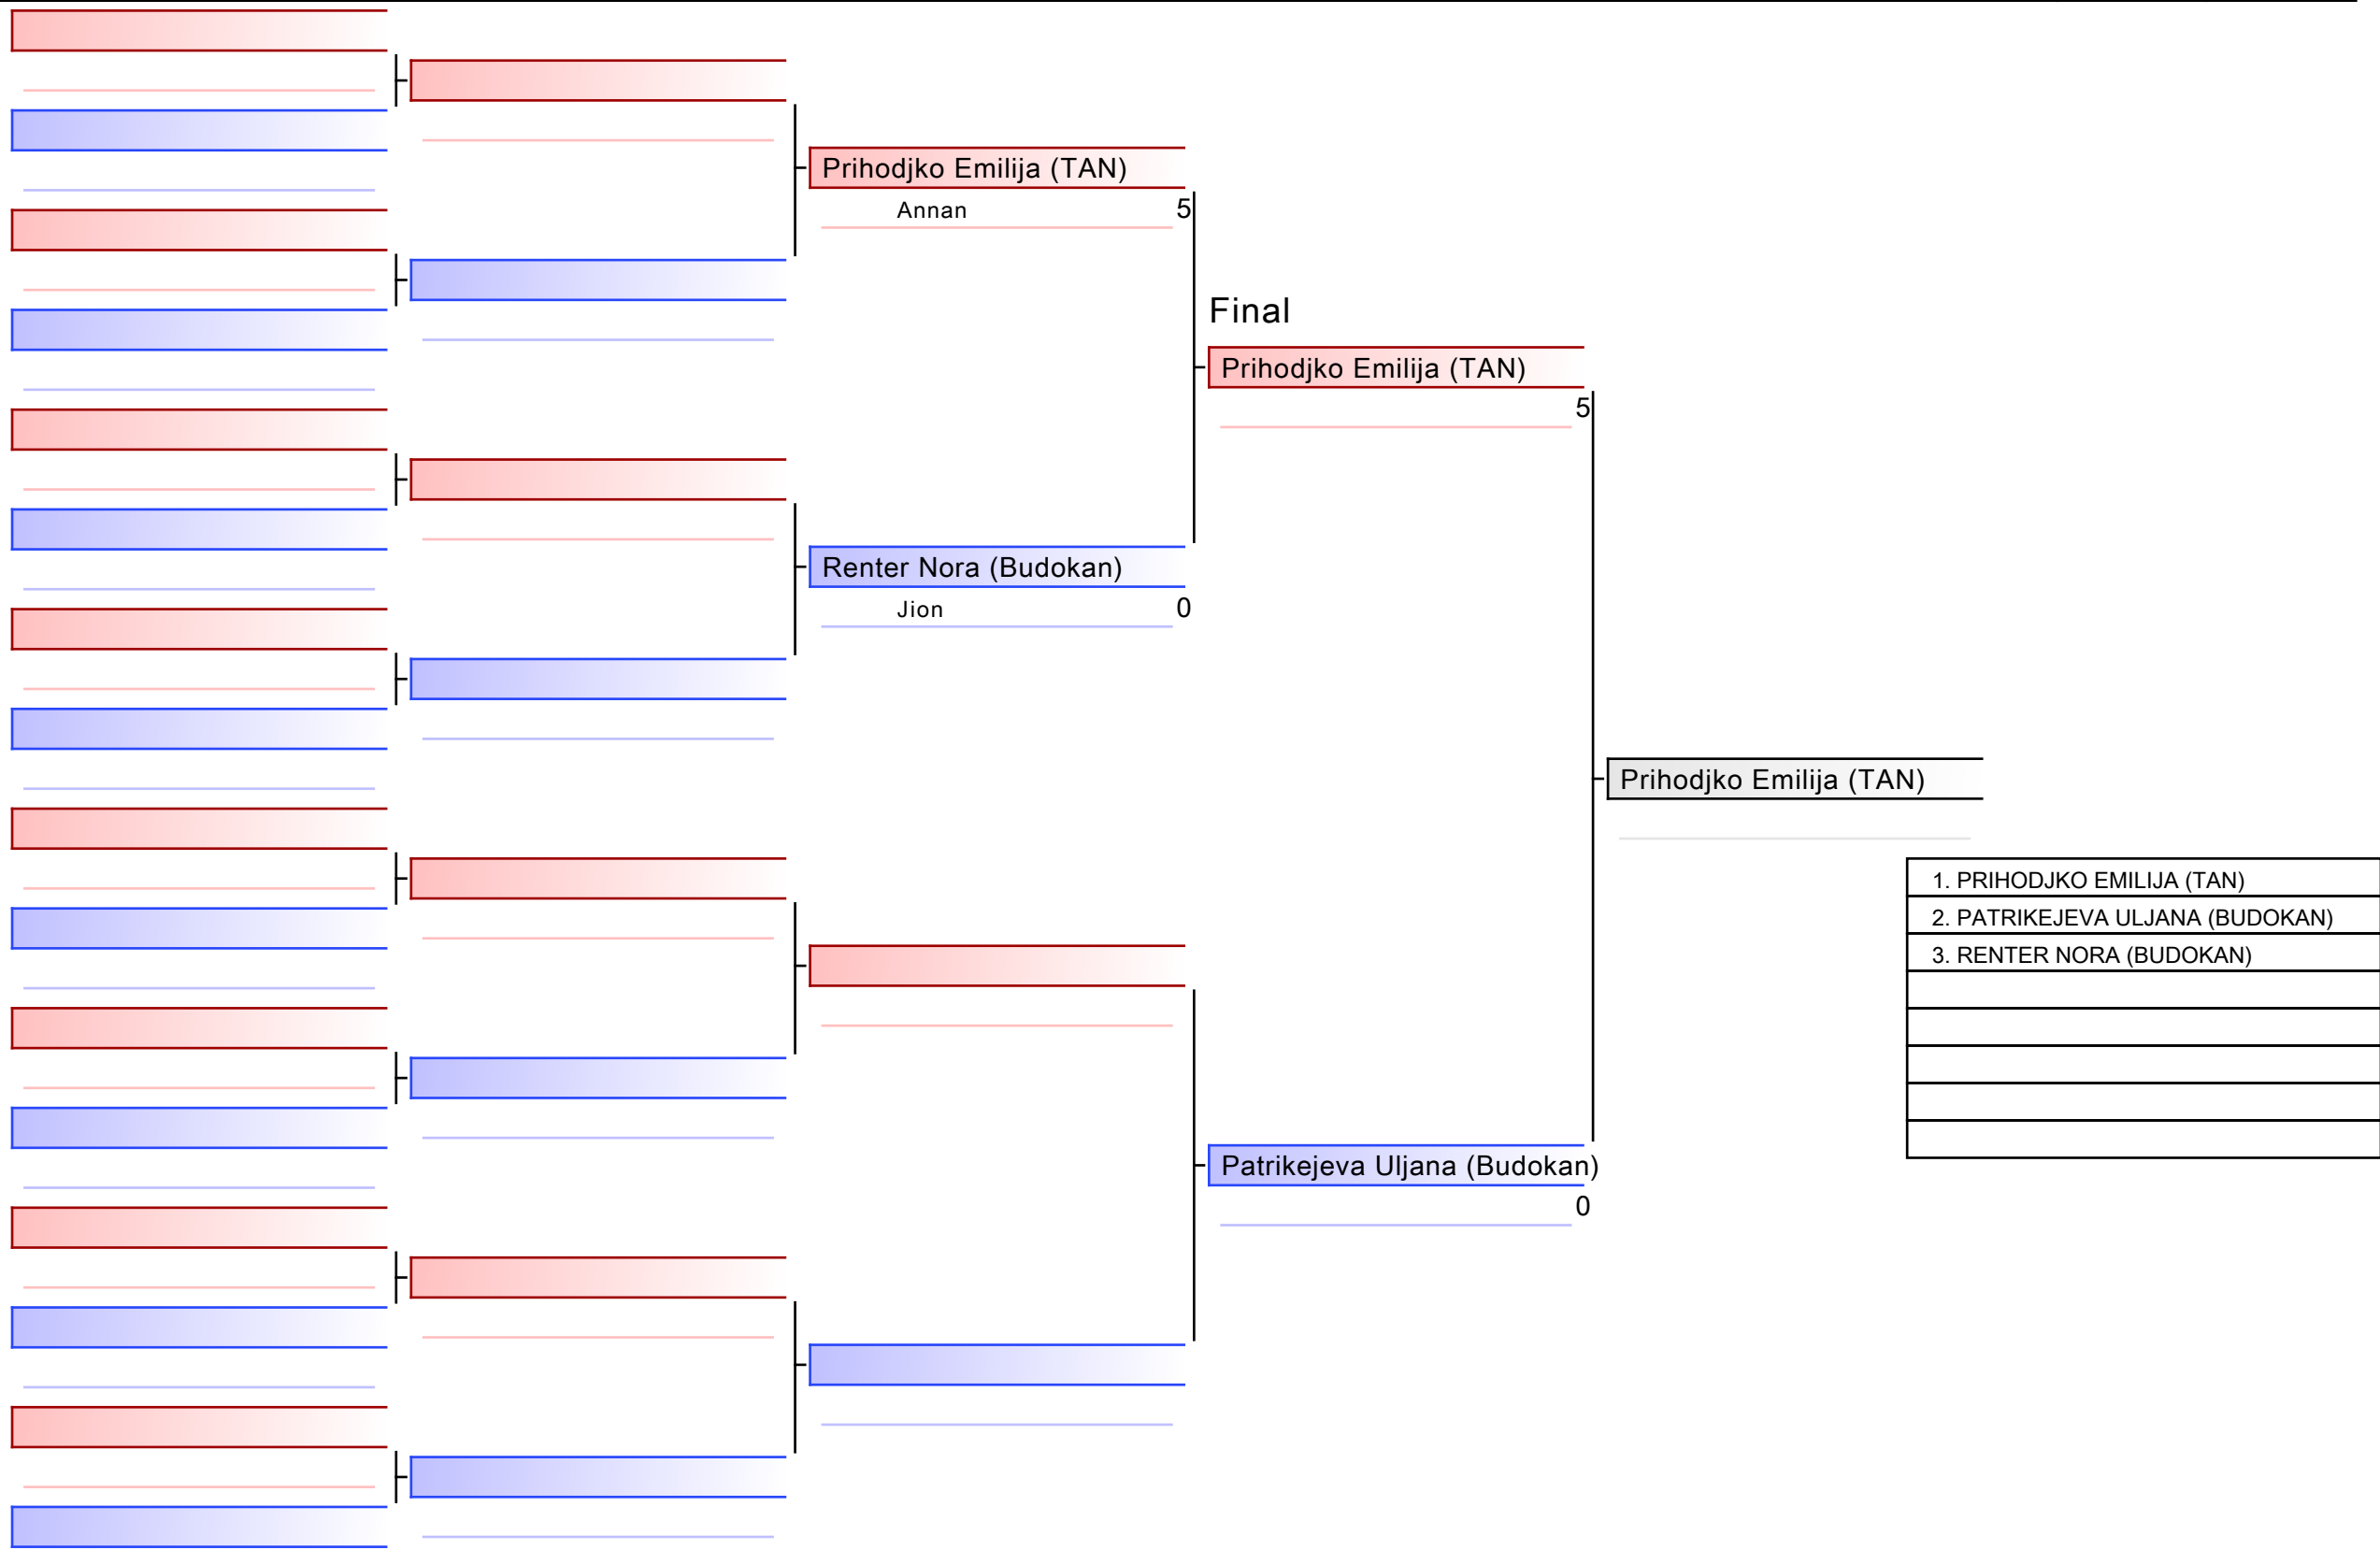 Prihodjko Emilija (TAN)
Annan 5
Final
Prihodjko Emilija (TAN)
5
Renter Nora (Budokan)
Jion 0
Prihodjko Emilija (TAN)
1. PRIHODJKO EMILIJA (TAN)
2. PATRIKEJEVA ULJANA (BUDOKAN)
3. RENTER NORA (BUDOKAN)
Patrikejeva Uljana (Budokan)
0